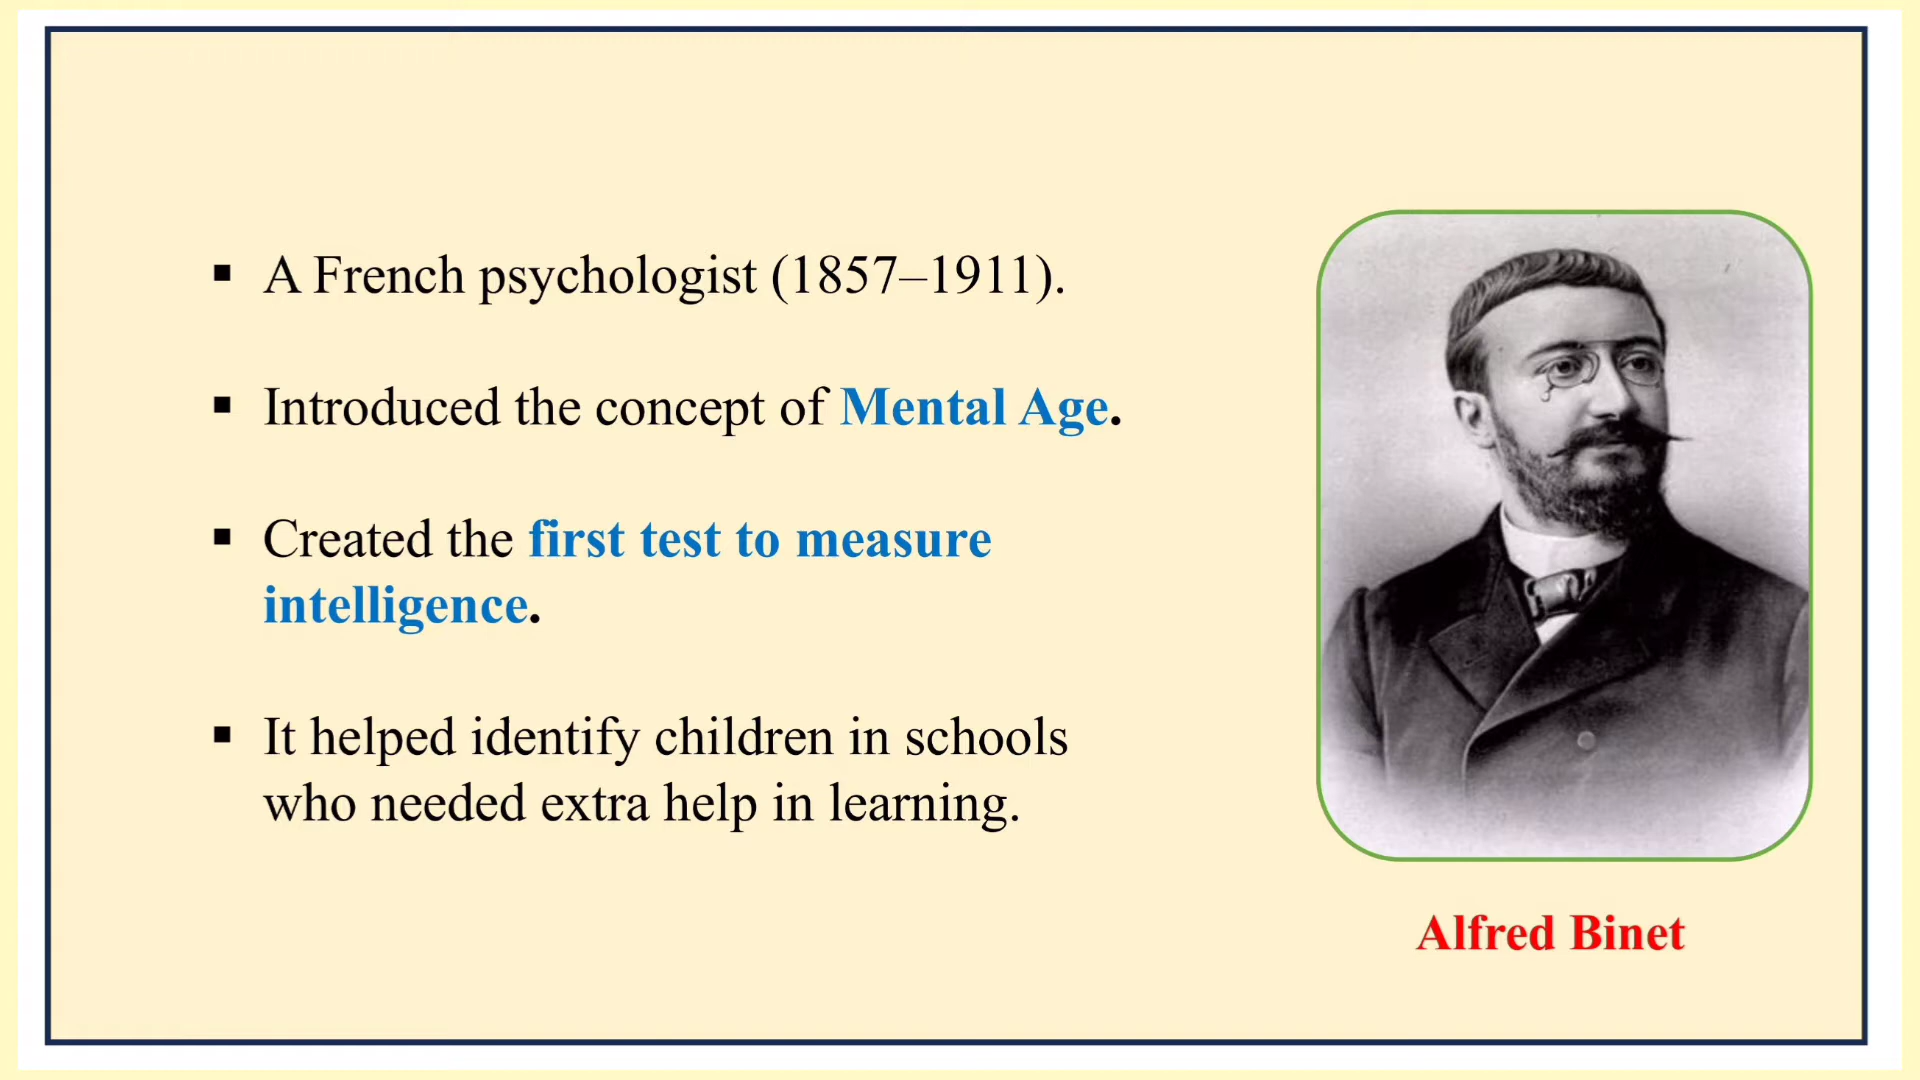 ▪ A French psychologist (1857–1911).
▪ Introduced the concept of Mental Age.
▪ Created the first test to measure
intelligence.
▪ It helped identify children in schools
who needed extra help in learning.
Alfred Binet